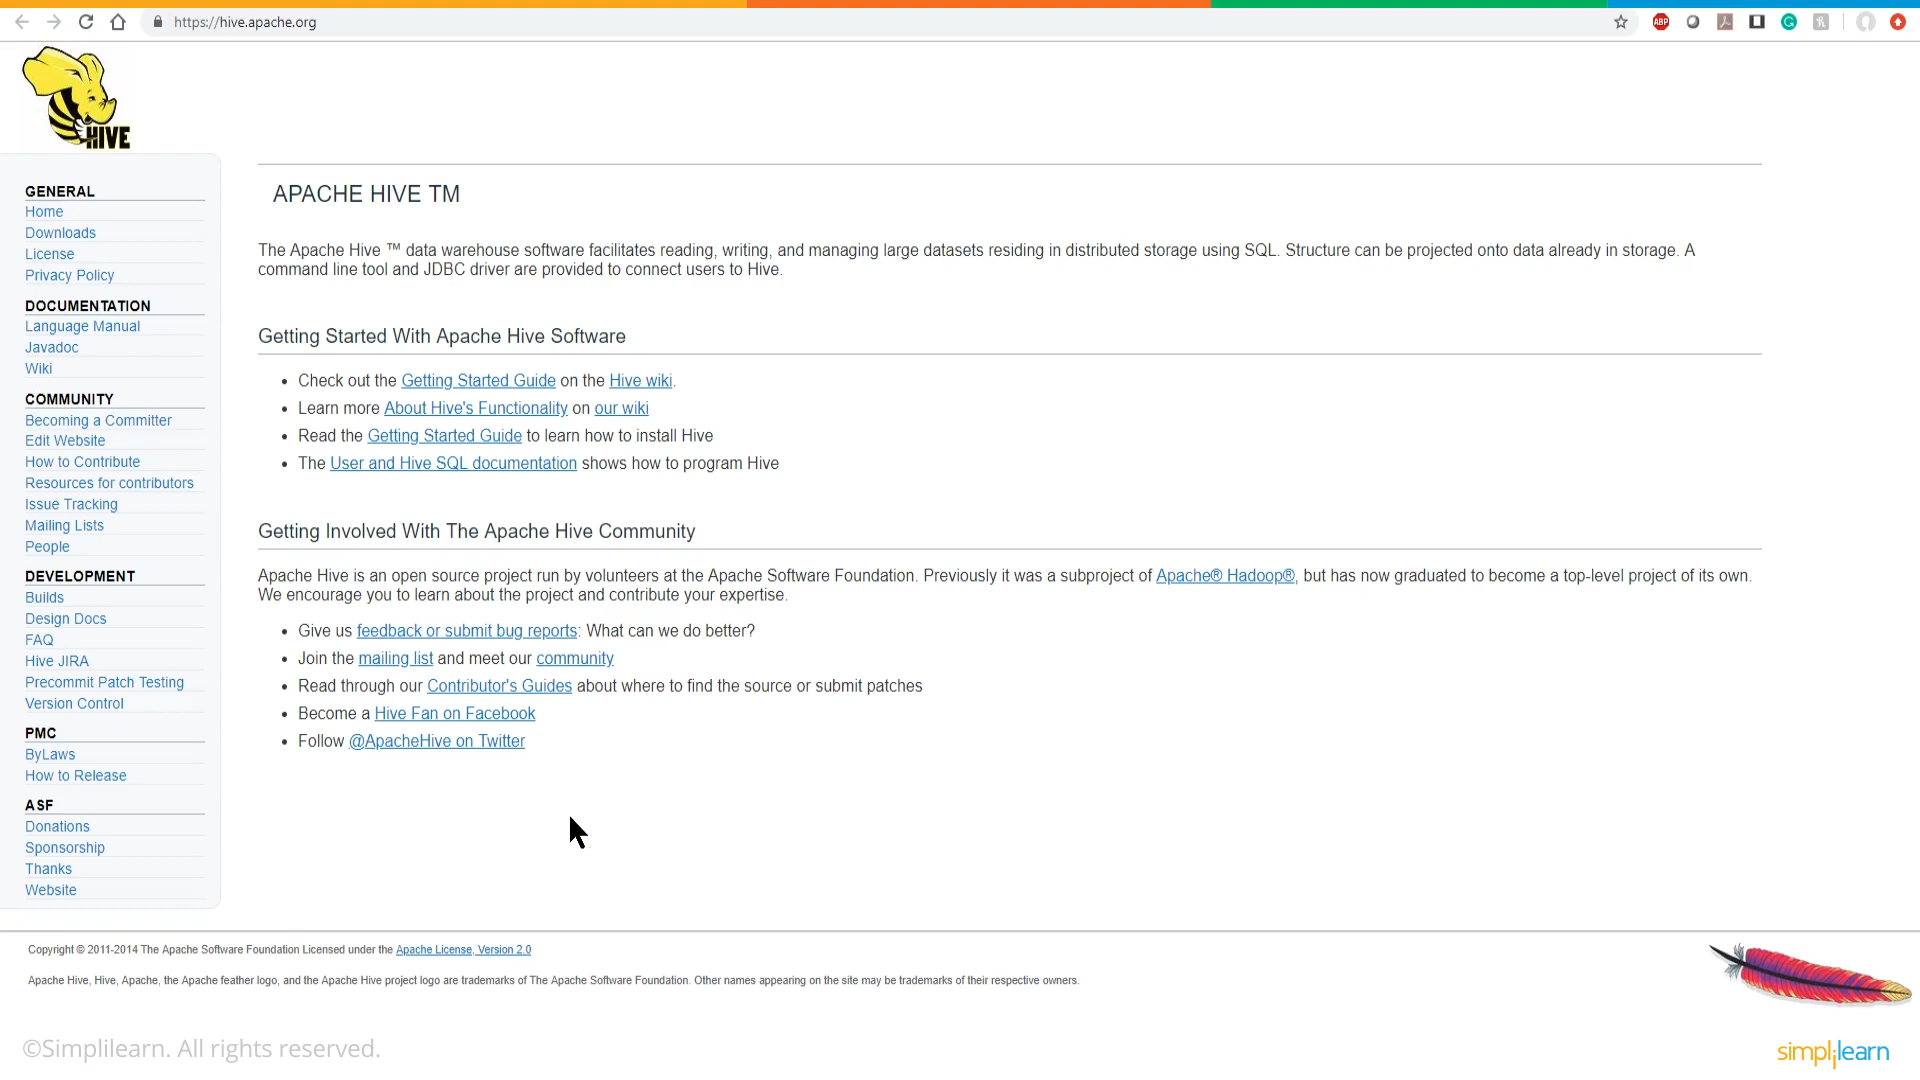 https://hive.apache.org
ABP
HIVE
GENERAL
Home
Downloads
License
Privacy Policy
DOCUMENTATION
Language Manual
Javadoc
Wiki
COMMUNITY
Becoming a Committer
Edit Website
How to Contribute
Resources for contributors
Issue Tracking
Mailing Lists
People
DEVELOPMENT
Builds
Design Docs
FAQ
Hive JIRA
Precommit Patch Testing
Version Control
PMC
ByLaws
How to Release
ASF
Donations
Sponsorship
Thanks
Website
APACHE HIVE TM
The Apache Hive ™ data warehouse software facilitates reading, writing, and managing large datasets residing in distributed storage using SQL. Structure can be projected onto data already in storage. A
command line tool and JDBC driver are provided to connect users to Hive.
Getting Started With Apache Hive Software
• Check out the Getting Started Guide on the Hive wiki.
• Learn more About Hive's Functionality on our wiki
• Read the Getting Started Guide to learn how to install Hive
• The User and Hive SQL documentation shows how to program Hive
Getting Involved With The Apache Hive Community
Apache Hive is an open source project run by volunteers at the Apache Software Foundation. Previously it was a subproject of Apache® Hadoop®, but has now graduated to become a top-level project of its own.
We encourage you to learn about the project and contribute your expertise.
• Give us feedback or submit bug reports: What can we do better?
• Join the mailing list and meet our community
• Read through our Contributor's Guides about where to find the source or submit patches
• Become a Hive Fan on Facebook
• Follow @ApacheHive on Twitter
Copyright © 2011-2014 The Apache Software Foundation Licensed under the Apache License, Version 2.0
Apache Hive, Hive, Apache, the Apache feather logo, and the Apache Hive project logo are trademarks of The Apache Software Foundation. Other names appearing on the site may be trademarks of their respective owners.
©Simplilearn. All rights reserved.
simplilearn